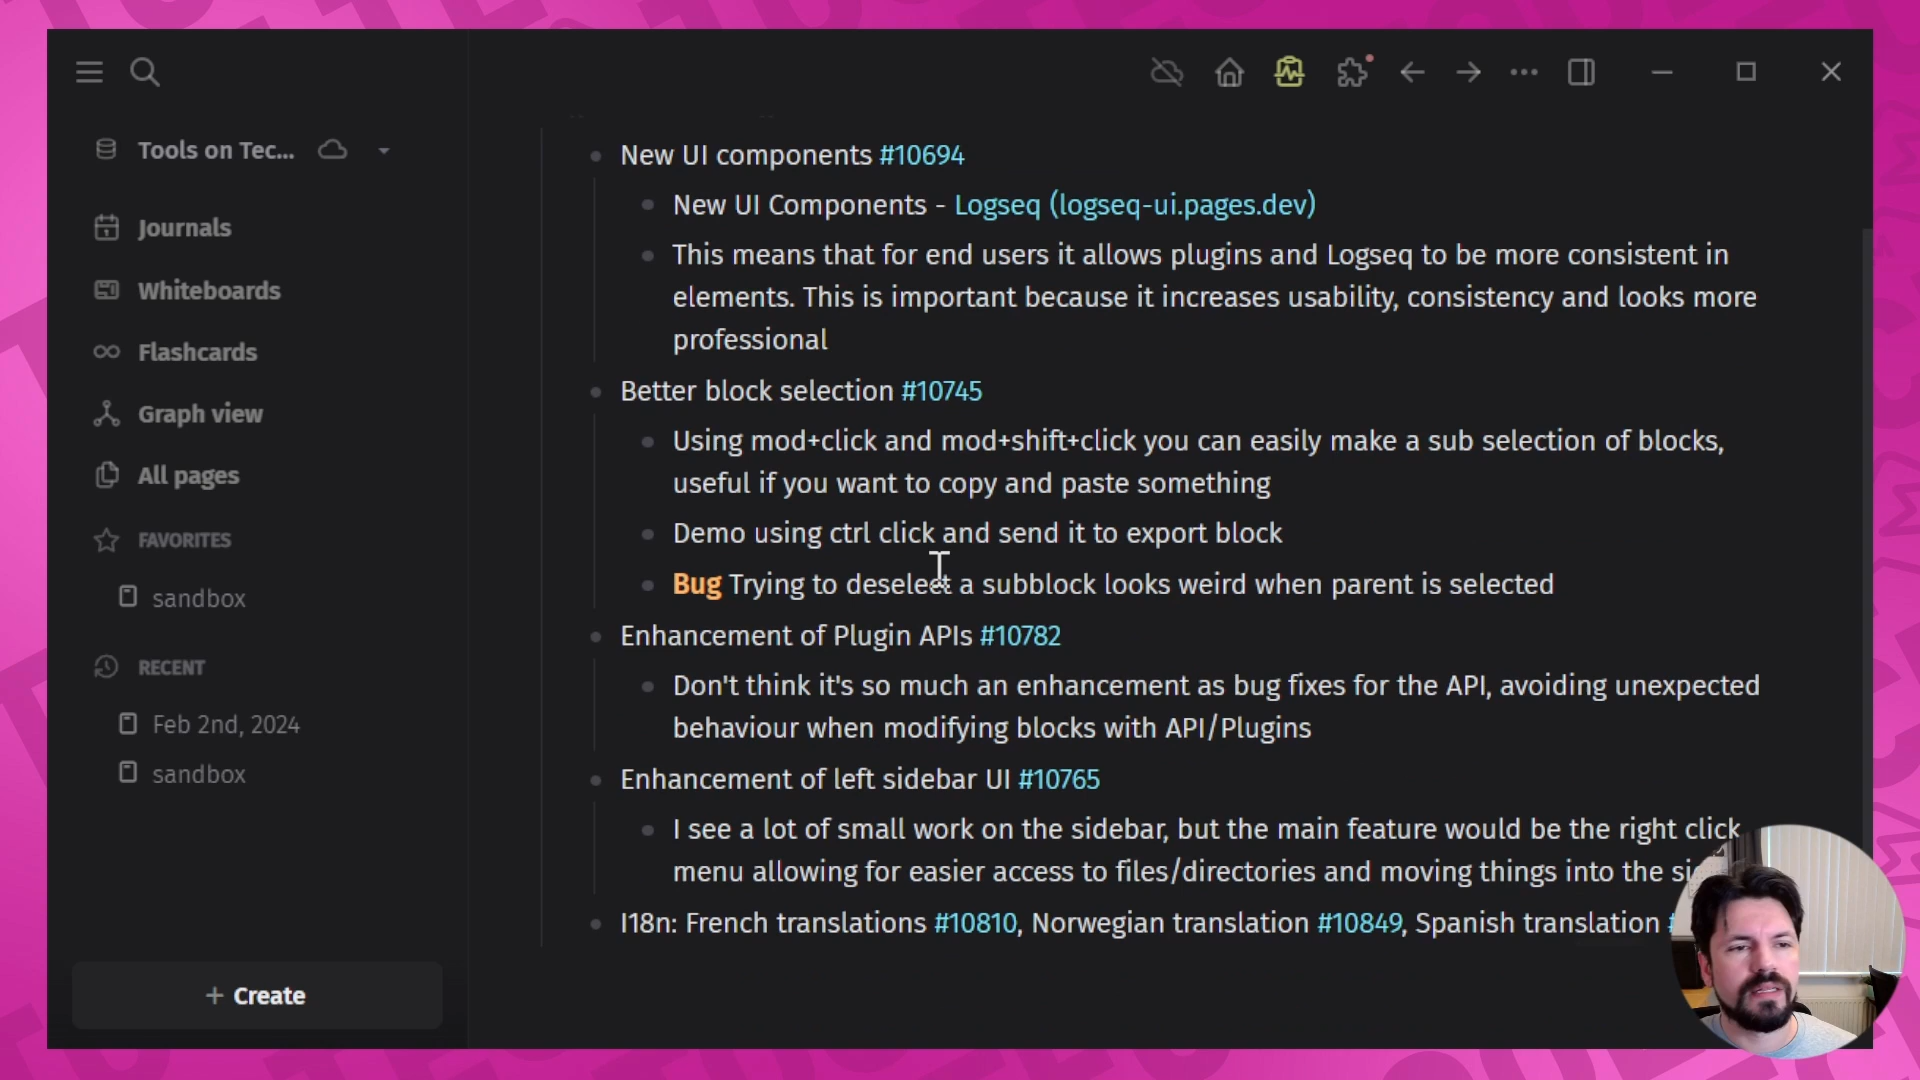 Tools on Tec...
Journals
Whiteboards
Flashcards
Graph view
All pages
FAVORITES
sandbox
RECENT
Feb 2nd, 2024
sandbox
+ Create
New UI components #10694
New UI Components - Logseq (logseq-ui.pages.dev)
This means that for end users it allows plugins and Logseq to be more consistent in
elements. This is important because it increases usability, consistency and looks more
professional
Better block selection #10745
Using mod+click and mod+shift+click you can easily make a sub selection of blocks,
useful if you want to copy and paste something
Demo using ctrl click and send it to export block
Bug Trying to deselect a subblock looks weird when parent is selected
Enhancement of Plugin APIs #10782
Don't think it's so much an enhancement as bug fixes for the API, avoiding unexpected
behaviour when modifying blocks with API/Plugins
Enhancement of left sidebar UI #10765
I see a lot of small work on the sidebar, but the main feature would be the right click
menu allowing for easier access to files/directories and moving things into the
I18n: French translations #10810, Norwegian translation #10849, Spanish translation